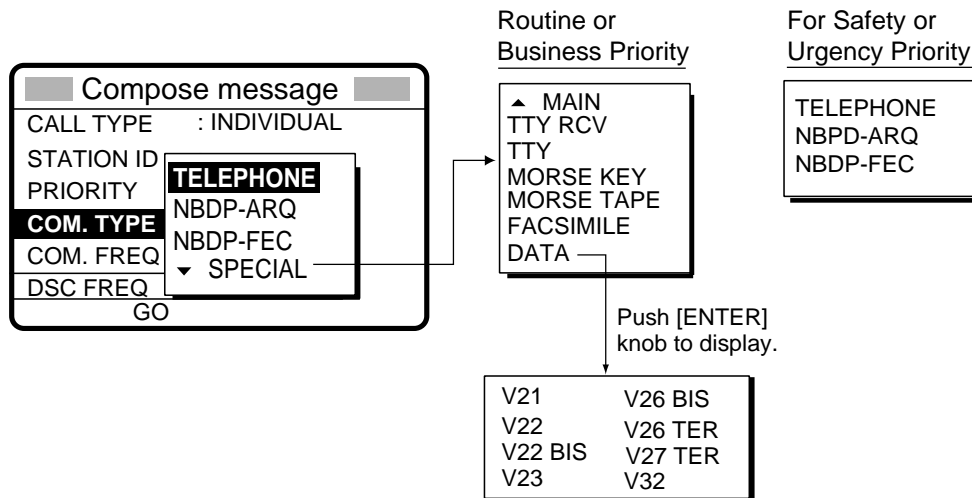 Compose message
CALL TYPE : INDIVIDUAL
STATION ID
PRIORITY
COM. TYPE
COM. FREQ
DSC FREQ
GO
TELEPHONE
NBDP-ARQ
NBDP-FEC
▼ SPECIAL
Routine or
Business Priority
▲ MAIN
TTY RCV
TTY
MORSE KEY
MORSE TAPE
FACSIMILE
DATA
Push [ENTER]
knob to display.
V21 V26 BIS
V22 V26 TER
V22 BIS V27 TER
V23 V32
For Safety or
Urgency Priority
TELEPHONE
NBPD-ARQ
NBDP-FEC